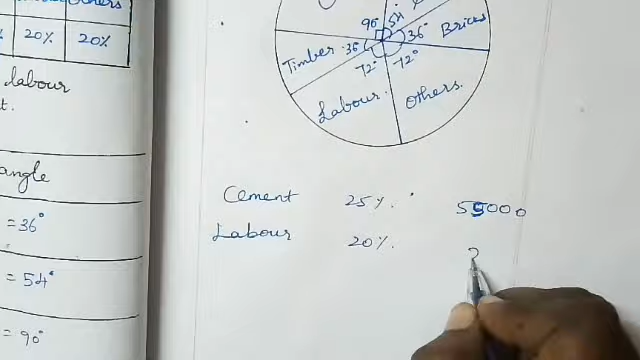 Others
20% 20%
labour
t.
angle
= 36°
= 54°
= 90°
90° 54
36° Bricks
Timber 36°
72° 72°
Labour Others
Cement 25% 55000
Labour 20% ?